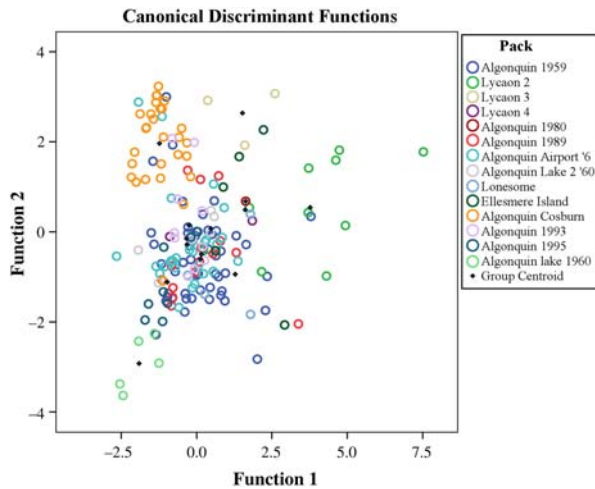 Canonical Discriminant Functions
Pack
Algonquin 1959
Lycaon 2
Lycaon 3
Lycaon 4
Algonquin 1980
Algonquin 1989
Algonquin Airport '6
Algonquin Lake 2 '60
Lonesome
Ellesmere Island
Algonquin Cosburn
Algonquin 1993
Algonquin 1995
Algonquin lake 1960
Group Centroid
Function 2
4
2
0
−2
−4
−2.5
0.0
2.5
5.0
7.5
Function 1